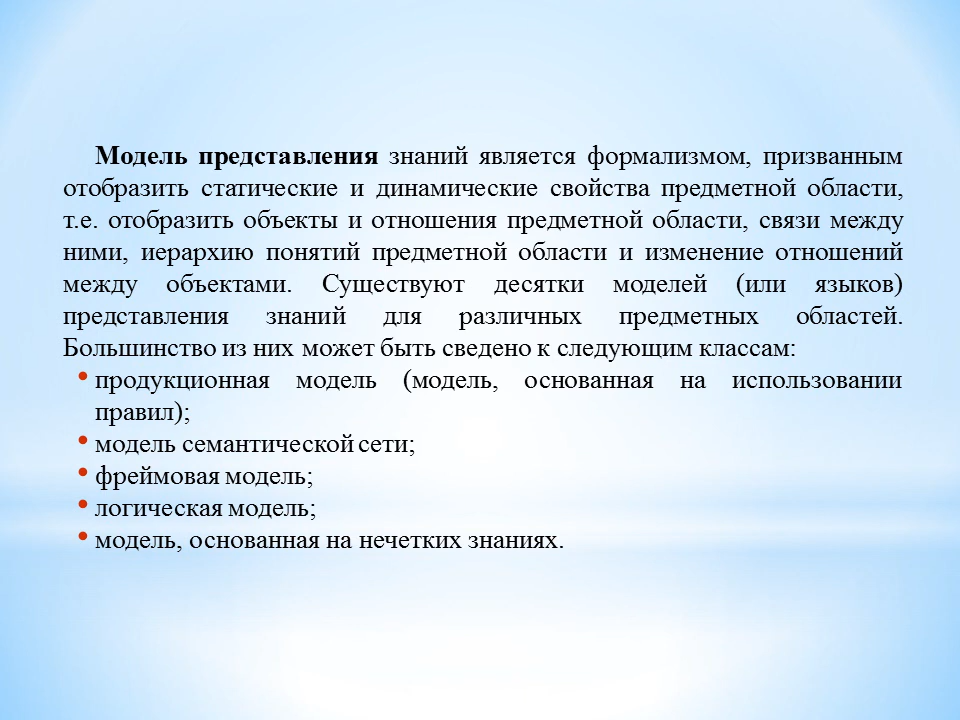 Модель представления знаний является формализмом, призванным
отобразить статические и динамические свойства предметной области,
т.е. отобразить объекты и отношения предметной области, связи между
ними, иерархию понятий предметной области и изменение отношений
между объектами. Существуют десятки моделей (или языков)
представления знаний для различных предметных областей.
Большинство из них может быть сведено к следующим классам:
• продукционная модель (модель, основанная на использовании
правил);
• модель семантической сети;
• фреймовая модель;
• логическая модель;
• модель, основанная на нечетких знаниях.